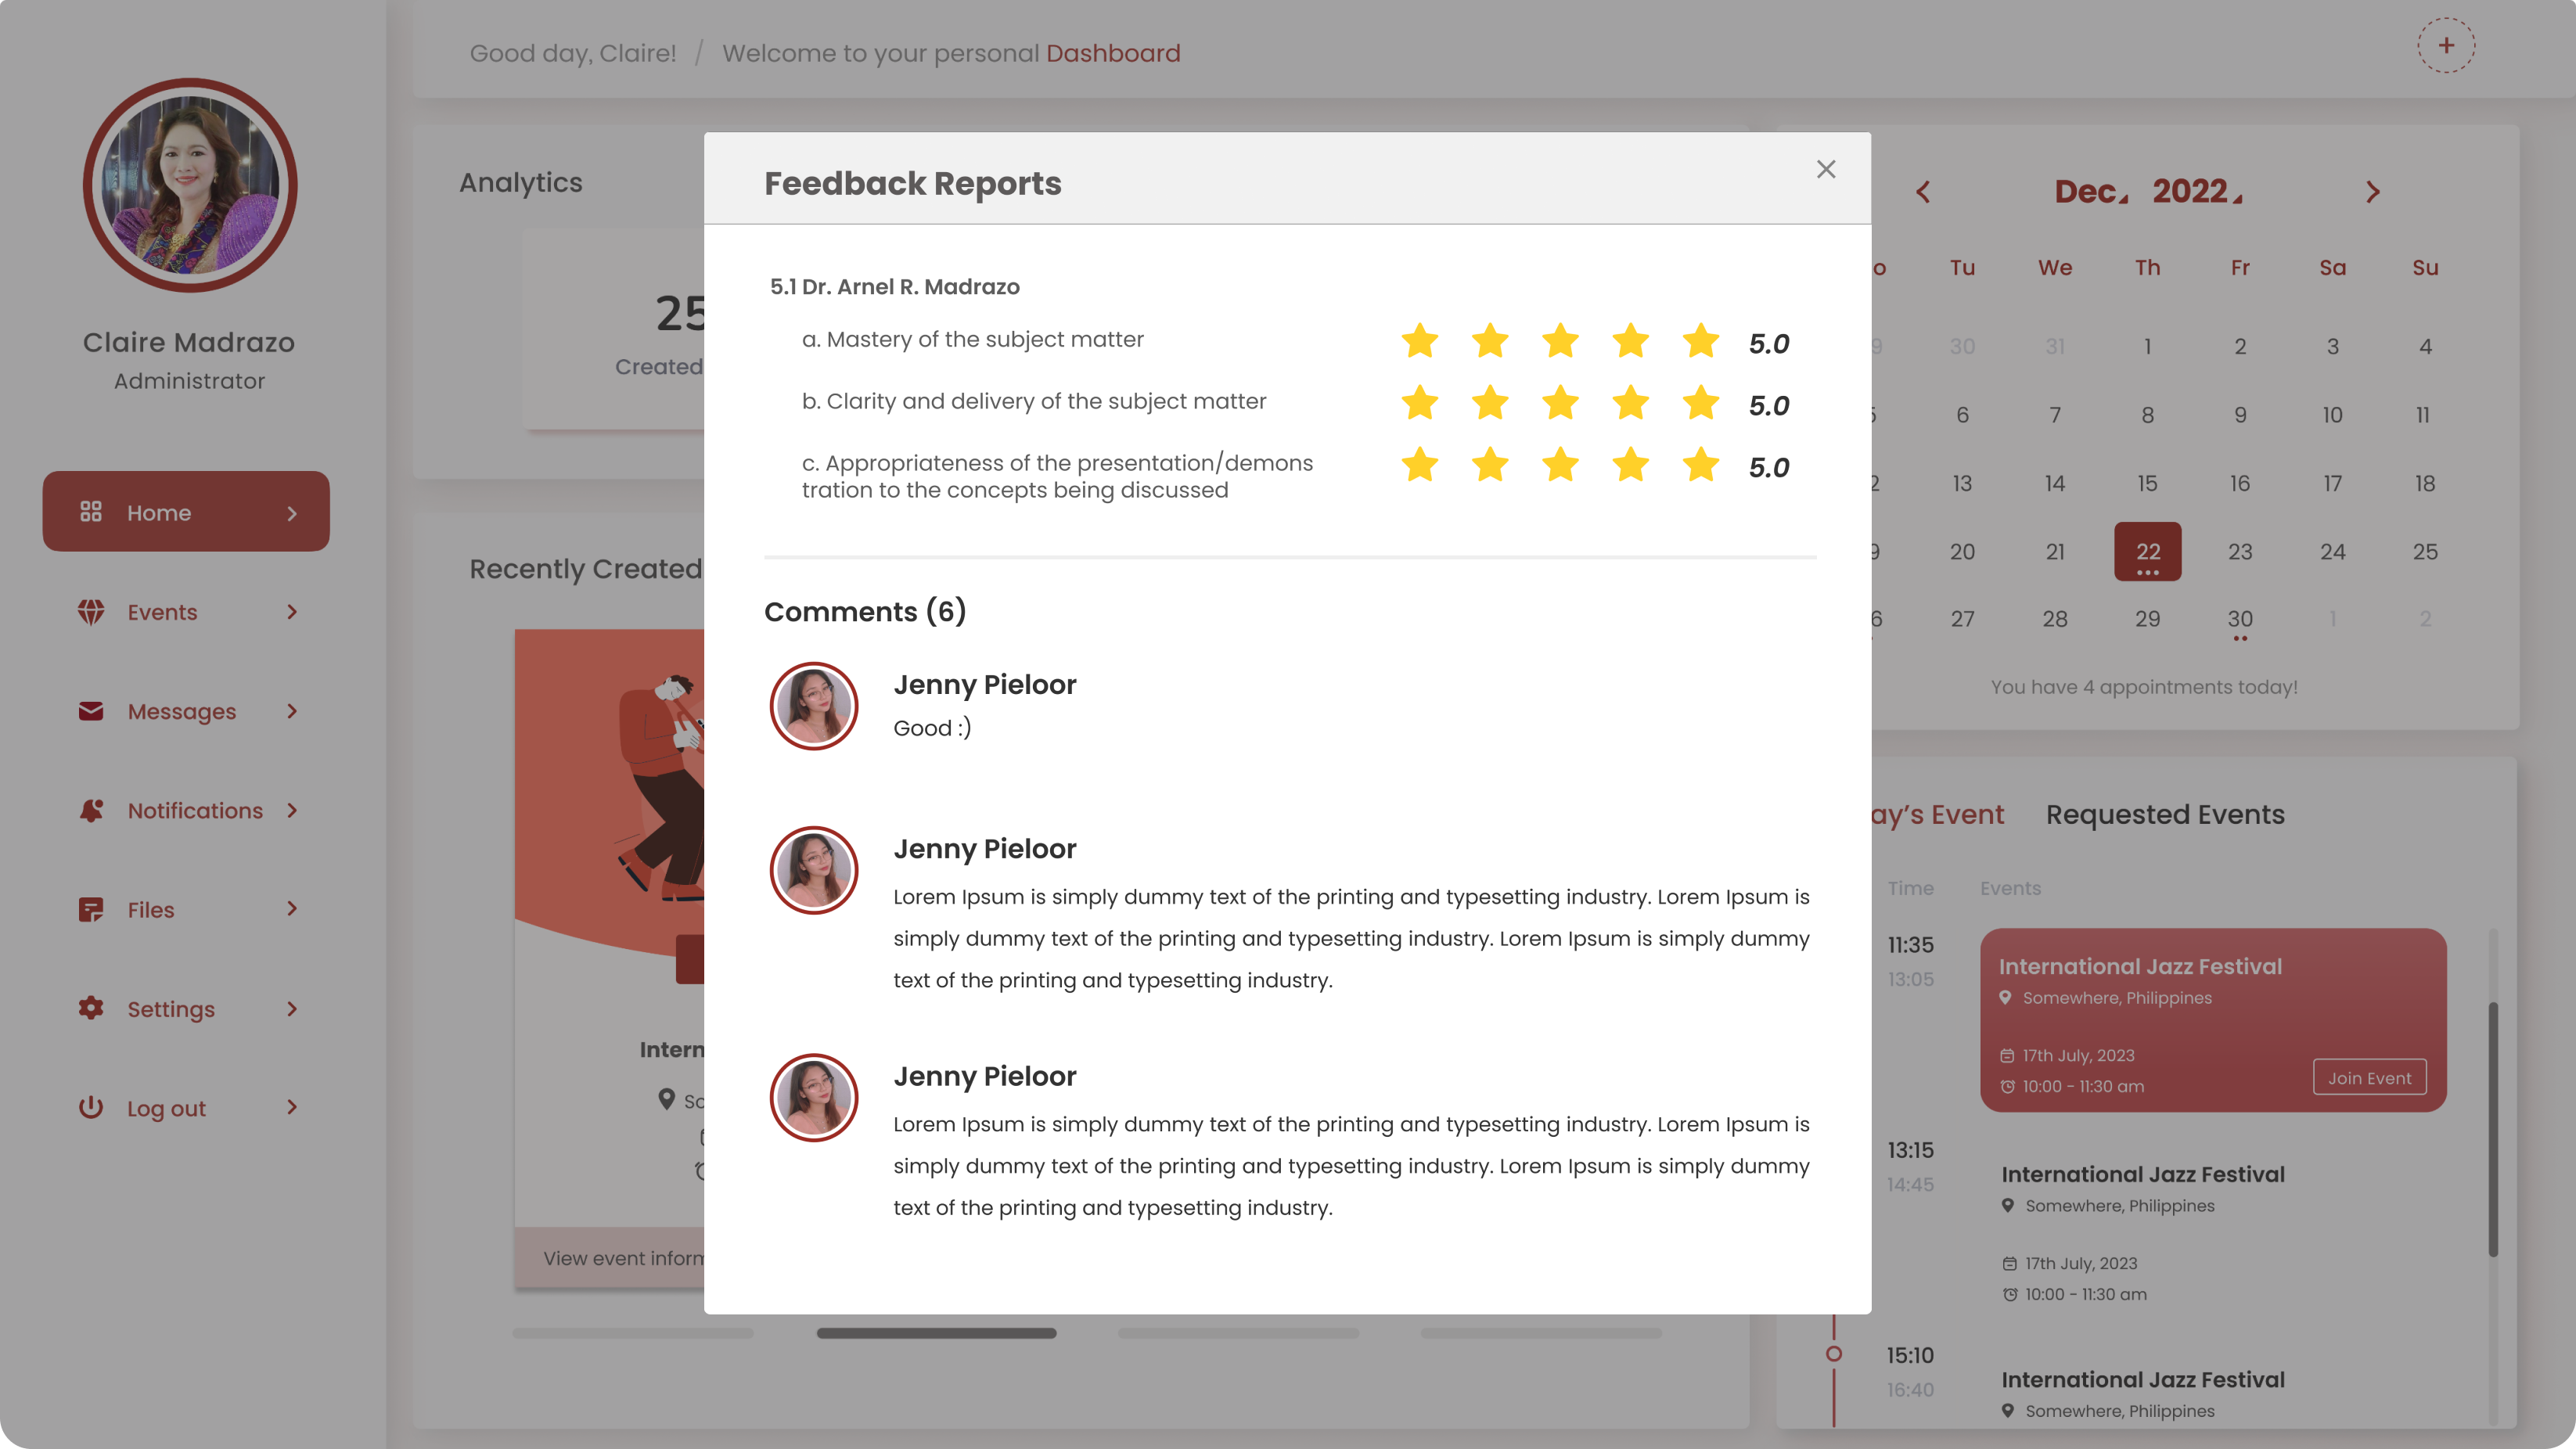 Good day, Claire! / Welcome to your personal Dashboard
+
Claire Madrazo
Administrator
Home
Events
Messages
Notifications
Files
Settings
Log out
Analytics
25
Created
Recently Created
Intern
So
View event inform
Feedback Reports
5.1 Dr. Arnel R. Madrazo
a. Mastery of the subject matter 5.0
b. Clarity and delivery of the subject matter 5.0
c. Appropriateness of the presentation/demons
tration to the concepts being discussed 5.0
Comments (6)
Jenny Pieloor
Good :)
Jenny Pieloor
Lorem Ipsum is simply dummy text of the printing and typesetting industry. Lorem Ipsum is
simply dummy text of the printing and typesetting industry. Lorem Ipsum is simply dummy
text of the printing and typesetting industry.
Jenny Pieloor
Lorem Ipsum is simply dummy text of the printing and typesetting industry. Lorem Ipsum is
simply dummy text of the printing and typesetting industry. Lorem Ipsum is simply dummy
text of the printing and typesetting industry.
Dec 2022
o Tu We Th Fr Sa Su
9 30 31 1 2 3 4
5 6 7 8 9 10 11
2 13 14 15 16 17 18
9 20 21 22 23 24 25
6 27 28 29 30 1 2
You have 4 appointments today!
ay's Event Requested Events
Time Events
11:35
13:05
International Jazz Festival
Somewhere, Philippines
17th July, 2023
10:00 - 11:30 am
Join Event
13:15
14:45
International Jazz Festival
Somewhere, Philippines
17th July, 2023
10:00 - 11:30 am
15:10
16:40
International Jazz Festival
Somewhere, Philippines